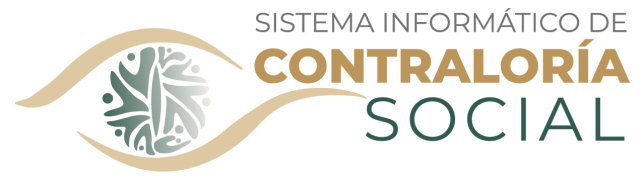 SISTEMA INFORMÁTICO DE
CONTRALORÍA
SOCIAL